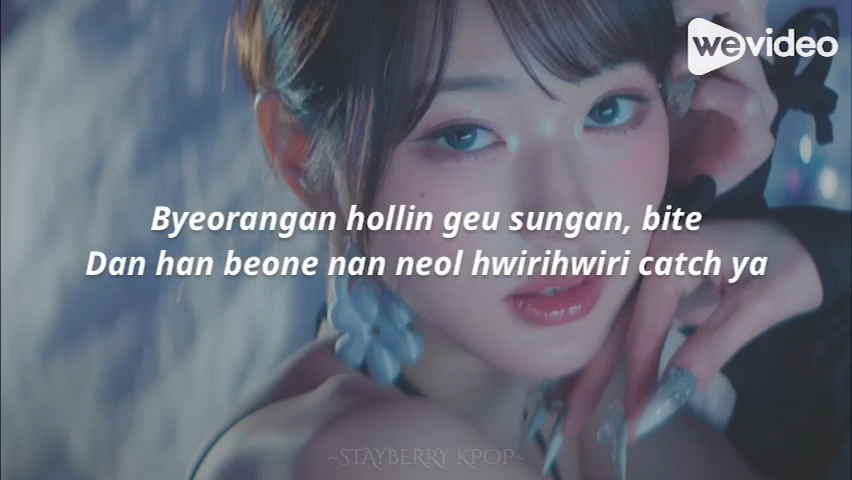 wevideo
Byeorangan hollin geu sungan, bite
Dan han beone nan neol hwirihwiri catch ya
~STAYBERRY KPOP~